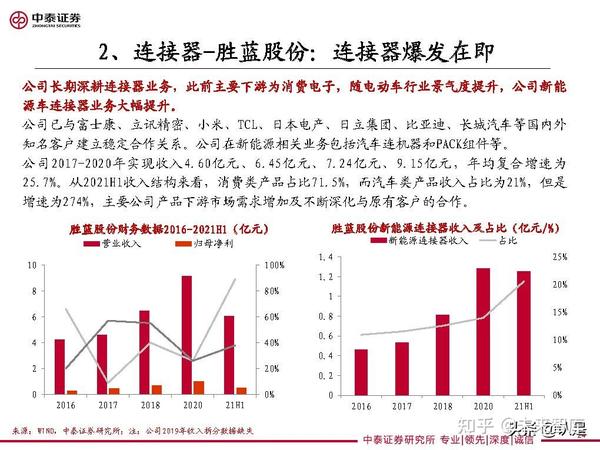 中泰证券
ZHONGTAI SECURITIES
2、连接器-胜蓝股份：连接器爆发在即
公司长期深耕连接器业务，此前主要下游为消费电子，随电动车行业景气度提升，公司新能
源车连接器业务大幅提升。
公司已与富士康、立讯精密、小米、TCL、日本电产、日立集团、比亚迪、长城汽车等国内外
知名客户建立稳定合作关系。公司在新能源相关业务包括汽车连机器和PACK组件等。
公司2017-2020年实现收入4.60亿元、6.45亿元、7.24亿元、9.15亿元，年均复合增速为
25.7%。从2021H1收入结构来看，消费类产品占比71.5%，而汽车类产品收入占比为21%，但是
增速为274%，主要公司产品下游市场需求增加及不断深化与原有客户的合作。
胜蓝股份财务数据2016-2021H1（亿元）
营业收入 归母净利
10 100%
8 80%
6 60%
4 40%
2 20%
0 0%
2016 2017 2018 2020 21H1
胜蓝股份新能源连接器收入及占比（亿元/%）
新能源连接器收入 占比
1.4 25%
1.2 20%
1
0.8 15%
0.6 10%
0.4
0.2 5%
0 0%
2016 2017 2018 2020 21H1
来源：WIND，中泰证券研究所；注：公司2019年收入拆分数据缺失
中泰证券研究所 专业|领先|深度|诚信
知乎
头条